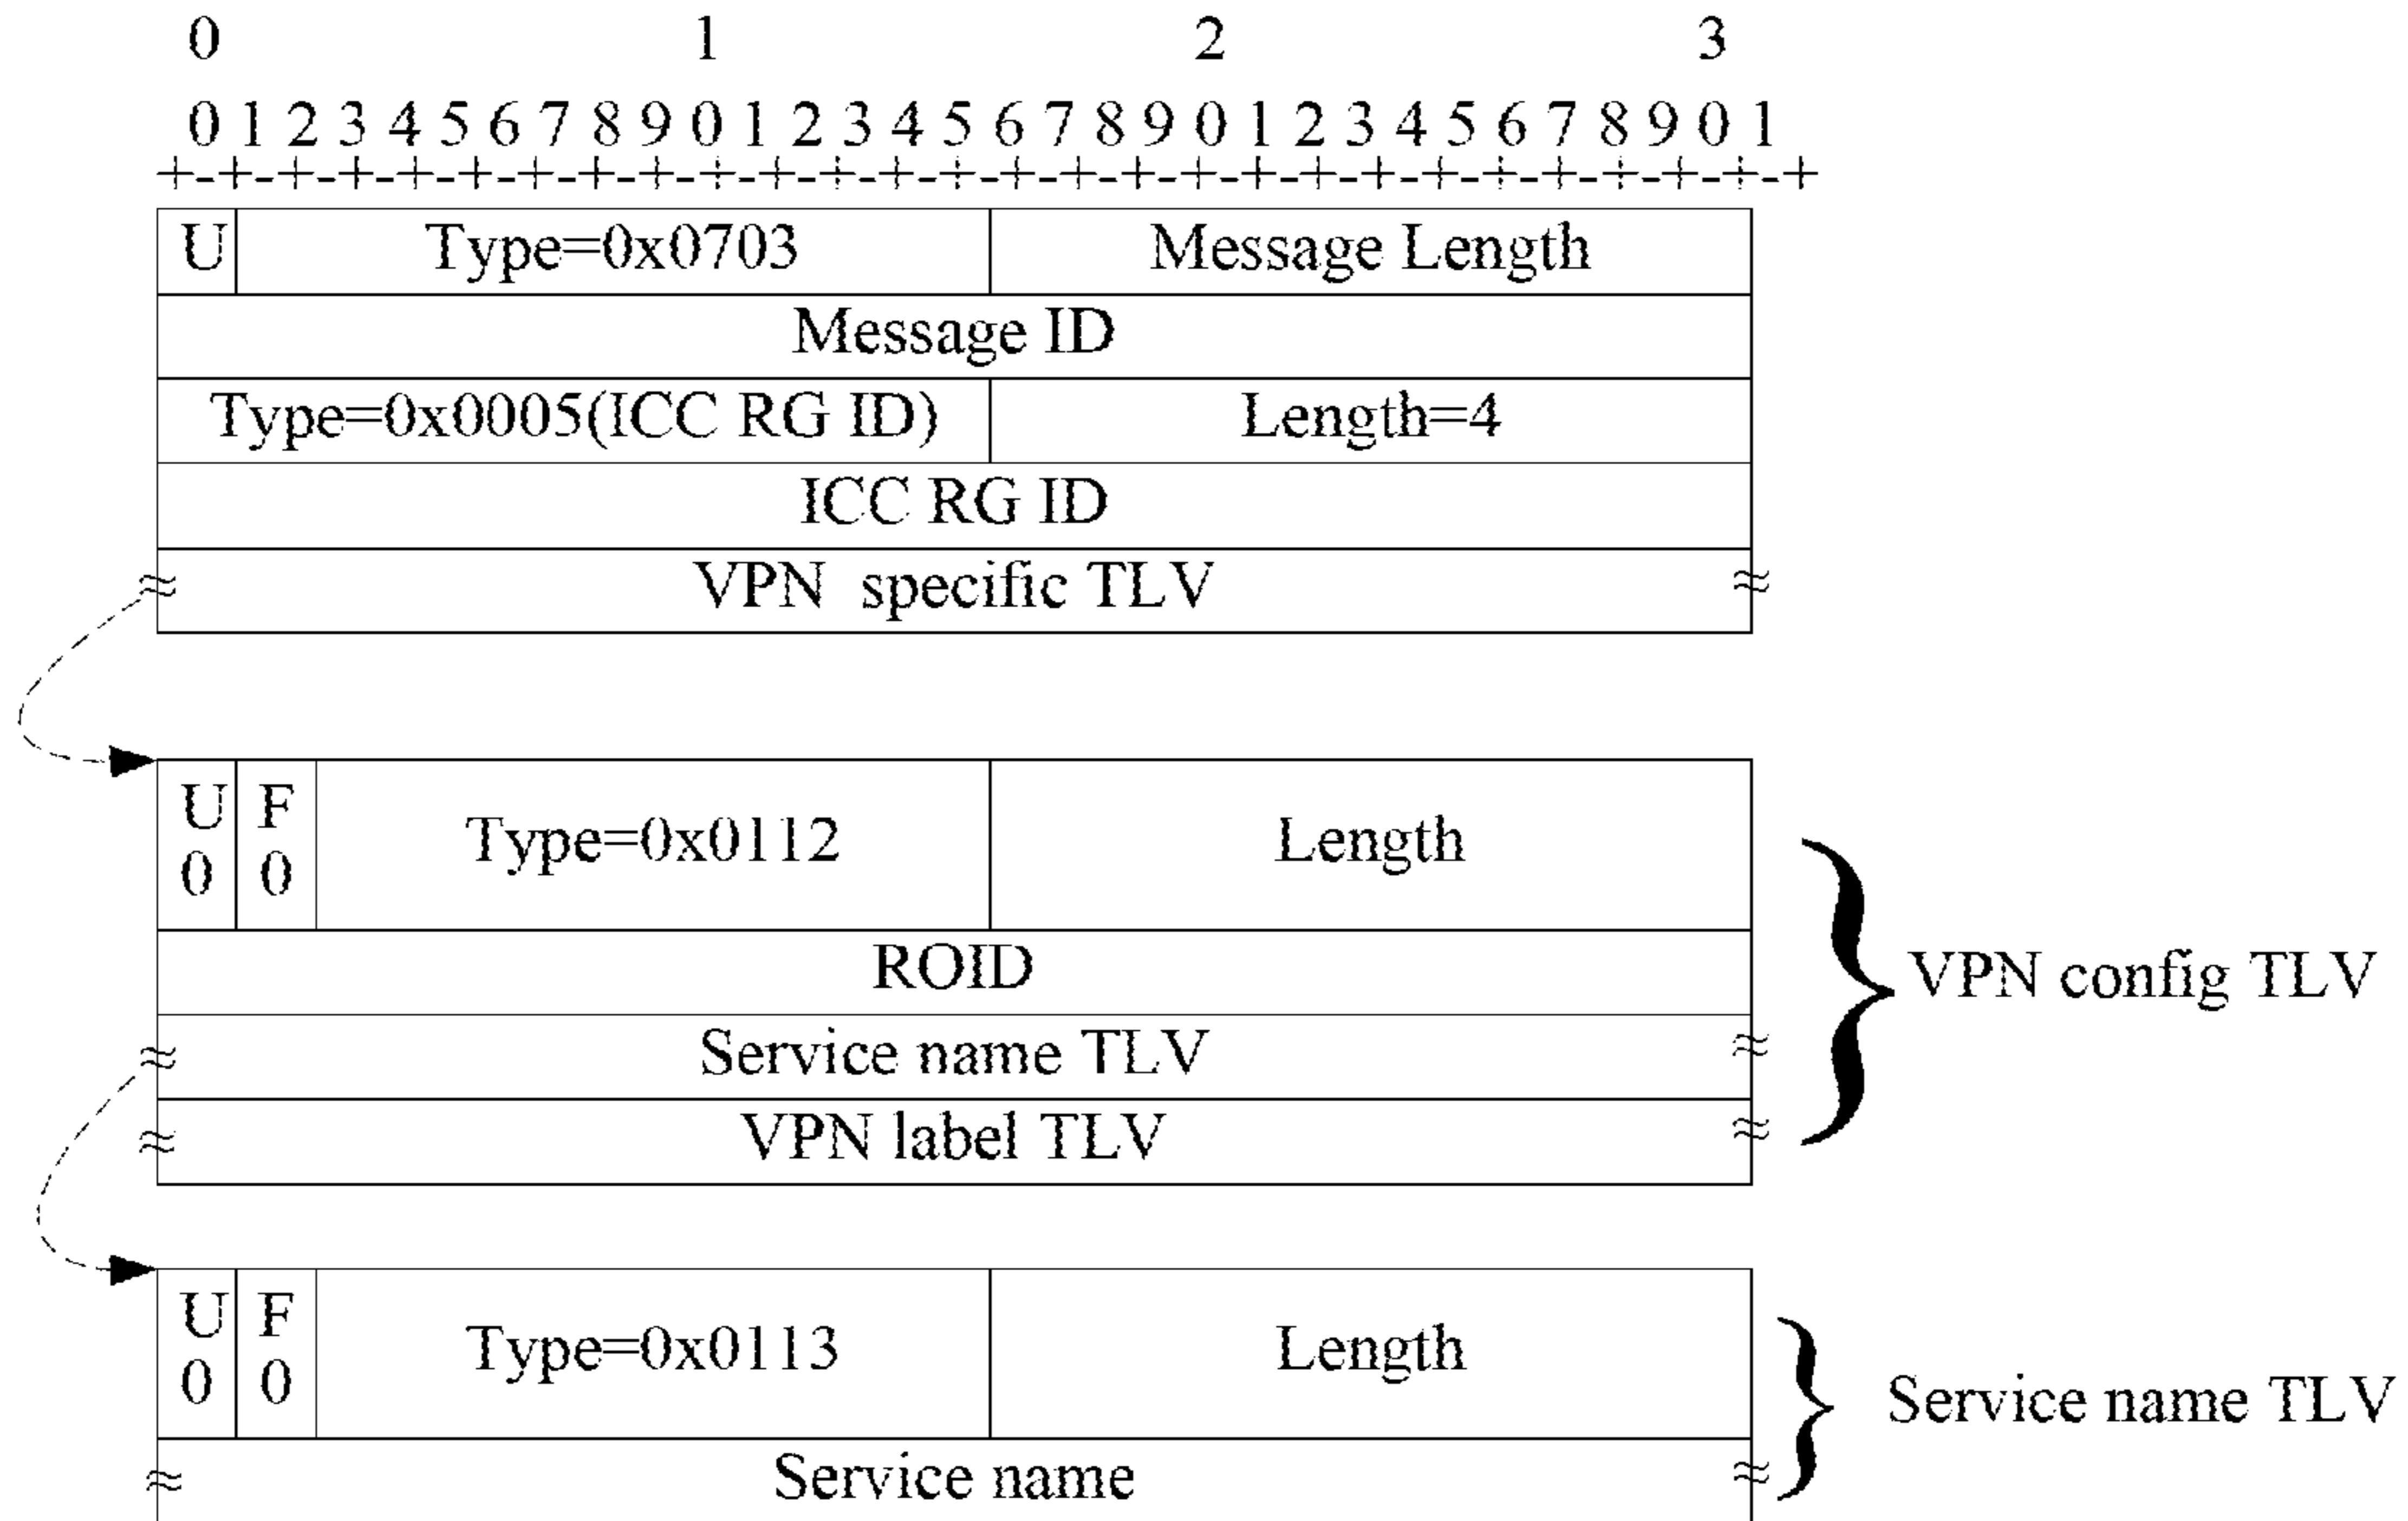 0 1 2 3
0 1 2 3 4 5 6 7 8 9 0 1 2 3 4 5 6 7 8 9 0 1 2 3 4 5 6 7 8 9 0 1
+-+-+-+-+-+-+-+-+-+-+-+-+-+-+-+-+-+-+-+-+-+-+-+-+-+-+-+
U Type=0x0703 Message Length
Message ID
Type=0x0005(ICC RG ID) Length=4
ICC RG ID
≈ VPN specific TLV ≈
U F
0 0
Type=0x0112 Length
ROID
≈ Service name TLV ≈
≈ VPN label TLV ≈
VPN config TLV
U F
0 0
Type=0x0113 Length
≈ Service name ≈
Service name TLV